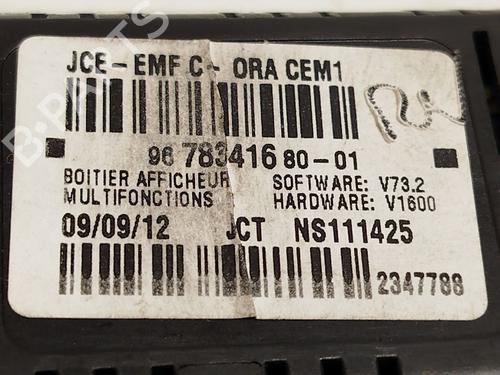 JCE-EMF C- ORA CEM1
96 783416 80-01
BOITIER AFFICHEUR SOFTWARE: V73.2
MULTIFONCTIONS HARDWARE: V1600
09/09/12 JCT NS111425
2347788
B-PARTS